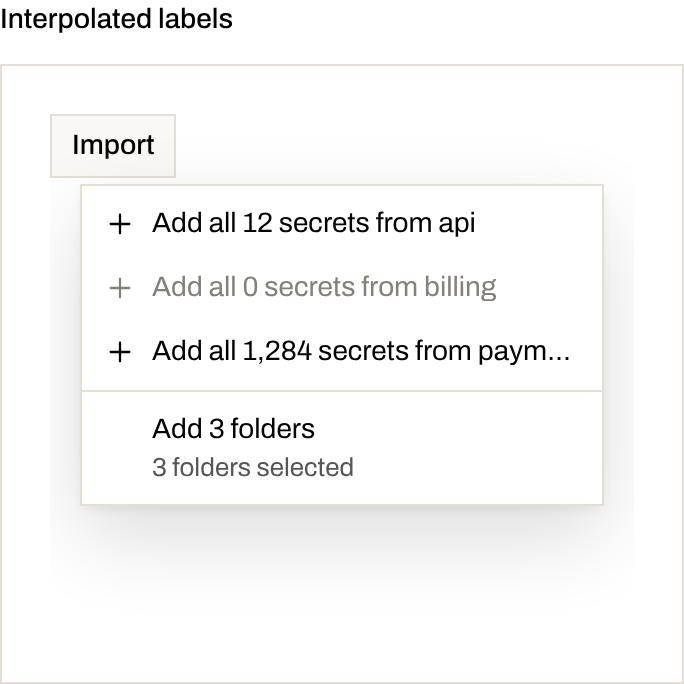 Interpolated labels
Import
Add all 12 secrets from api
Add all 0 secrets from billing
Add all 1,284 secrets from paym...
Add 3 folders
3 folders selected